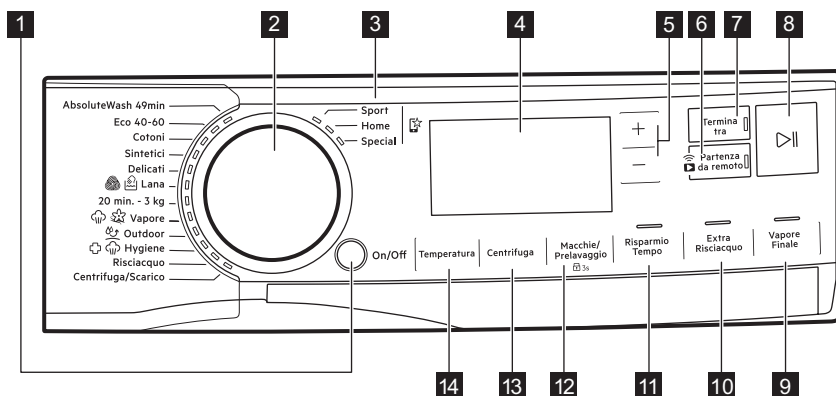 1
2
3
4
5
6
7
8
AbsoluteWash 49min
Eco 40-60
Cotoni
Sintetici
Delicati
Lana
20 min. - 3 kg
Vapore
Outdoor
Hygiene
Risciacquo
Centrifuga/Scarico
Sport
Home
Special
+
−
Termina
tra
Partenza
da remoto
On/Off
Temperatura
Centrifuga
Macchie/
Prelavaggio
3s
Risparmio
Tempo
Extra
Risciacquo
Vapore
Finale
14
13
12
11
10
9